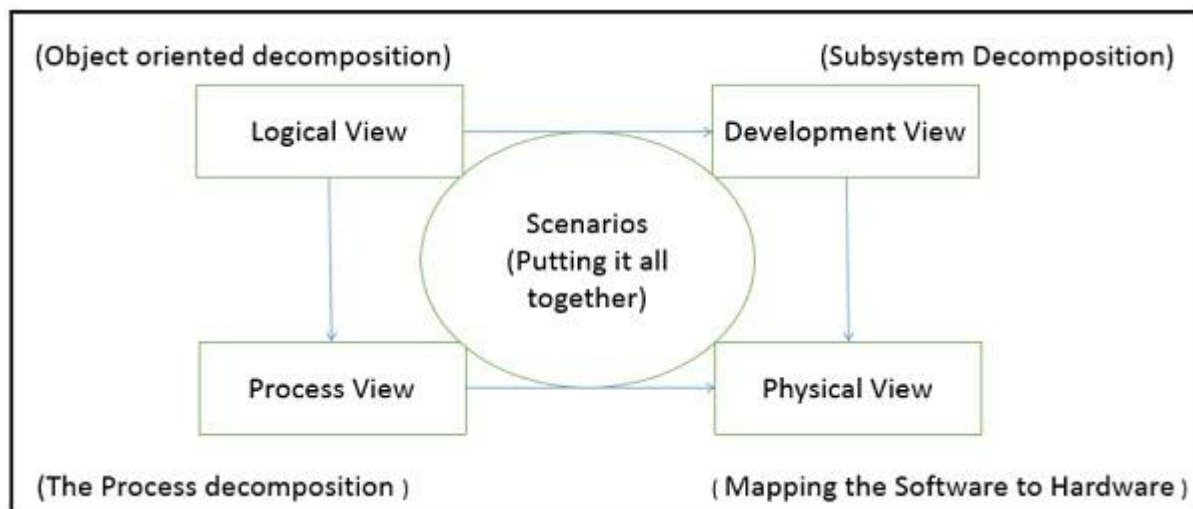 (Object oriented decomposition)
(Subsystem Decomposition)
Logical View
Development View
Scenarios
(Putting it all
together)
Process View
Physical View
(The Process decomposition )
( Mapping the Software to Hardware )